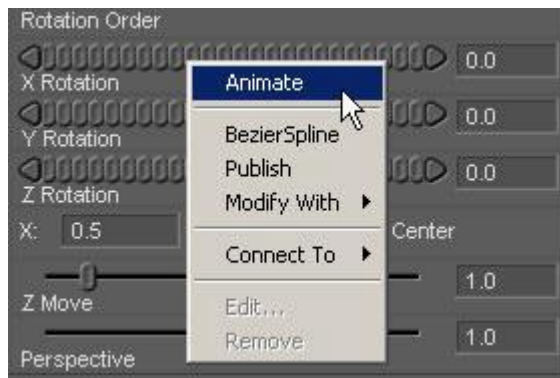 Rotation Order
0.0
X Rotation
0.0
Y Rotation
0.0
Z Rotation
X: 0.5 Center
1.0
Z Move
1.0
Perspective
Animate
BezierSpline
Publish
Modify With
Connect To
Edit...
Remove